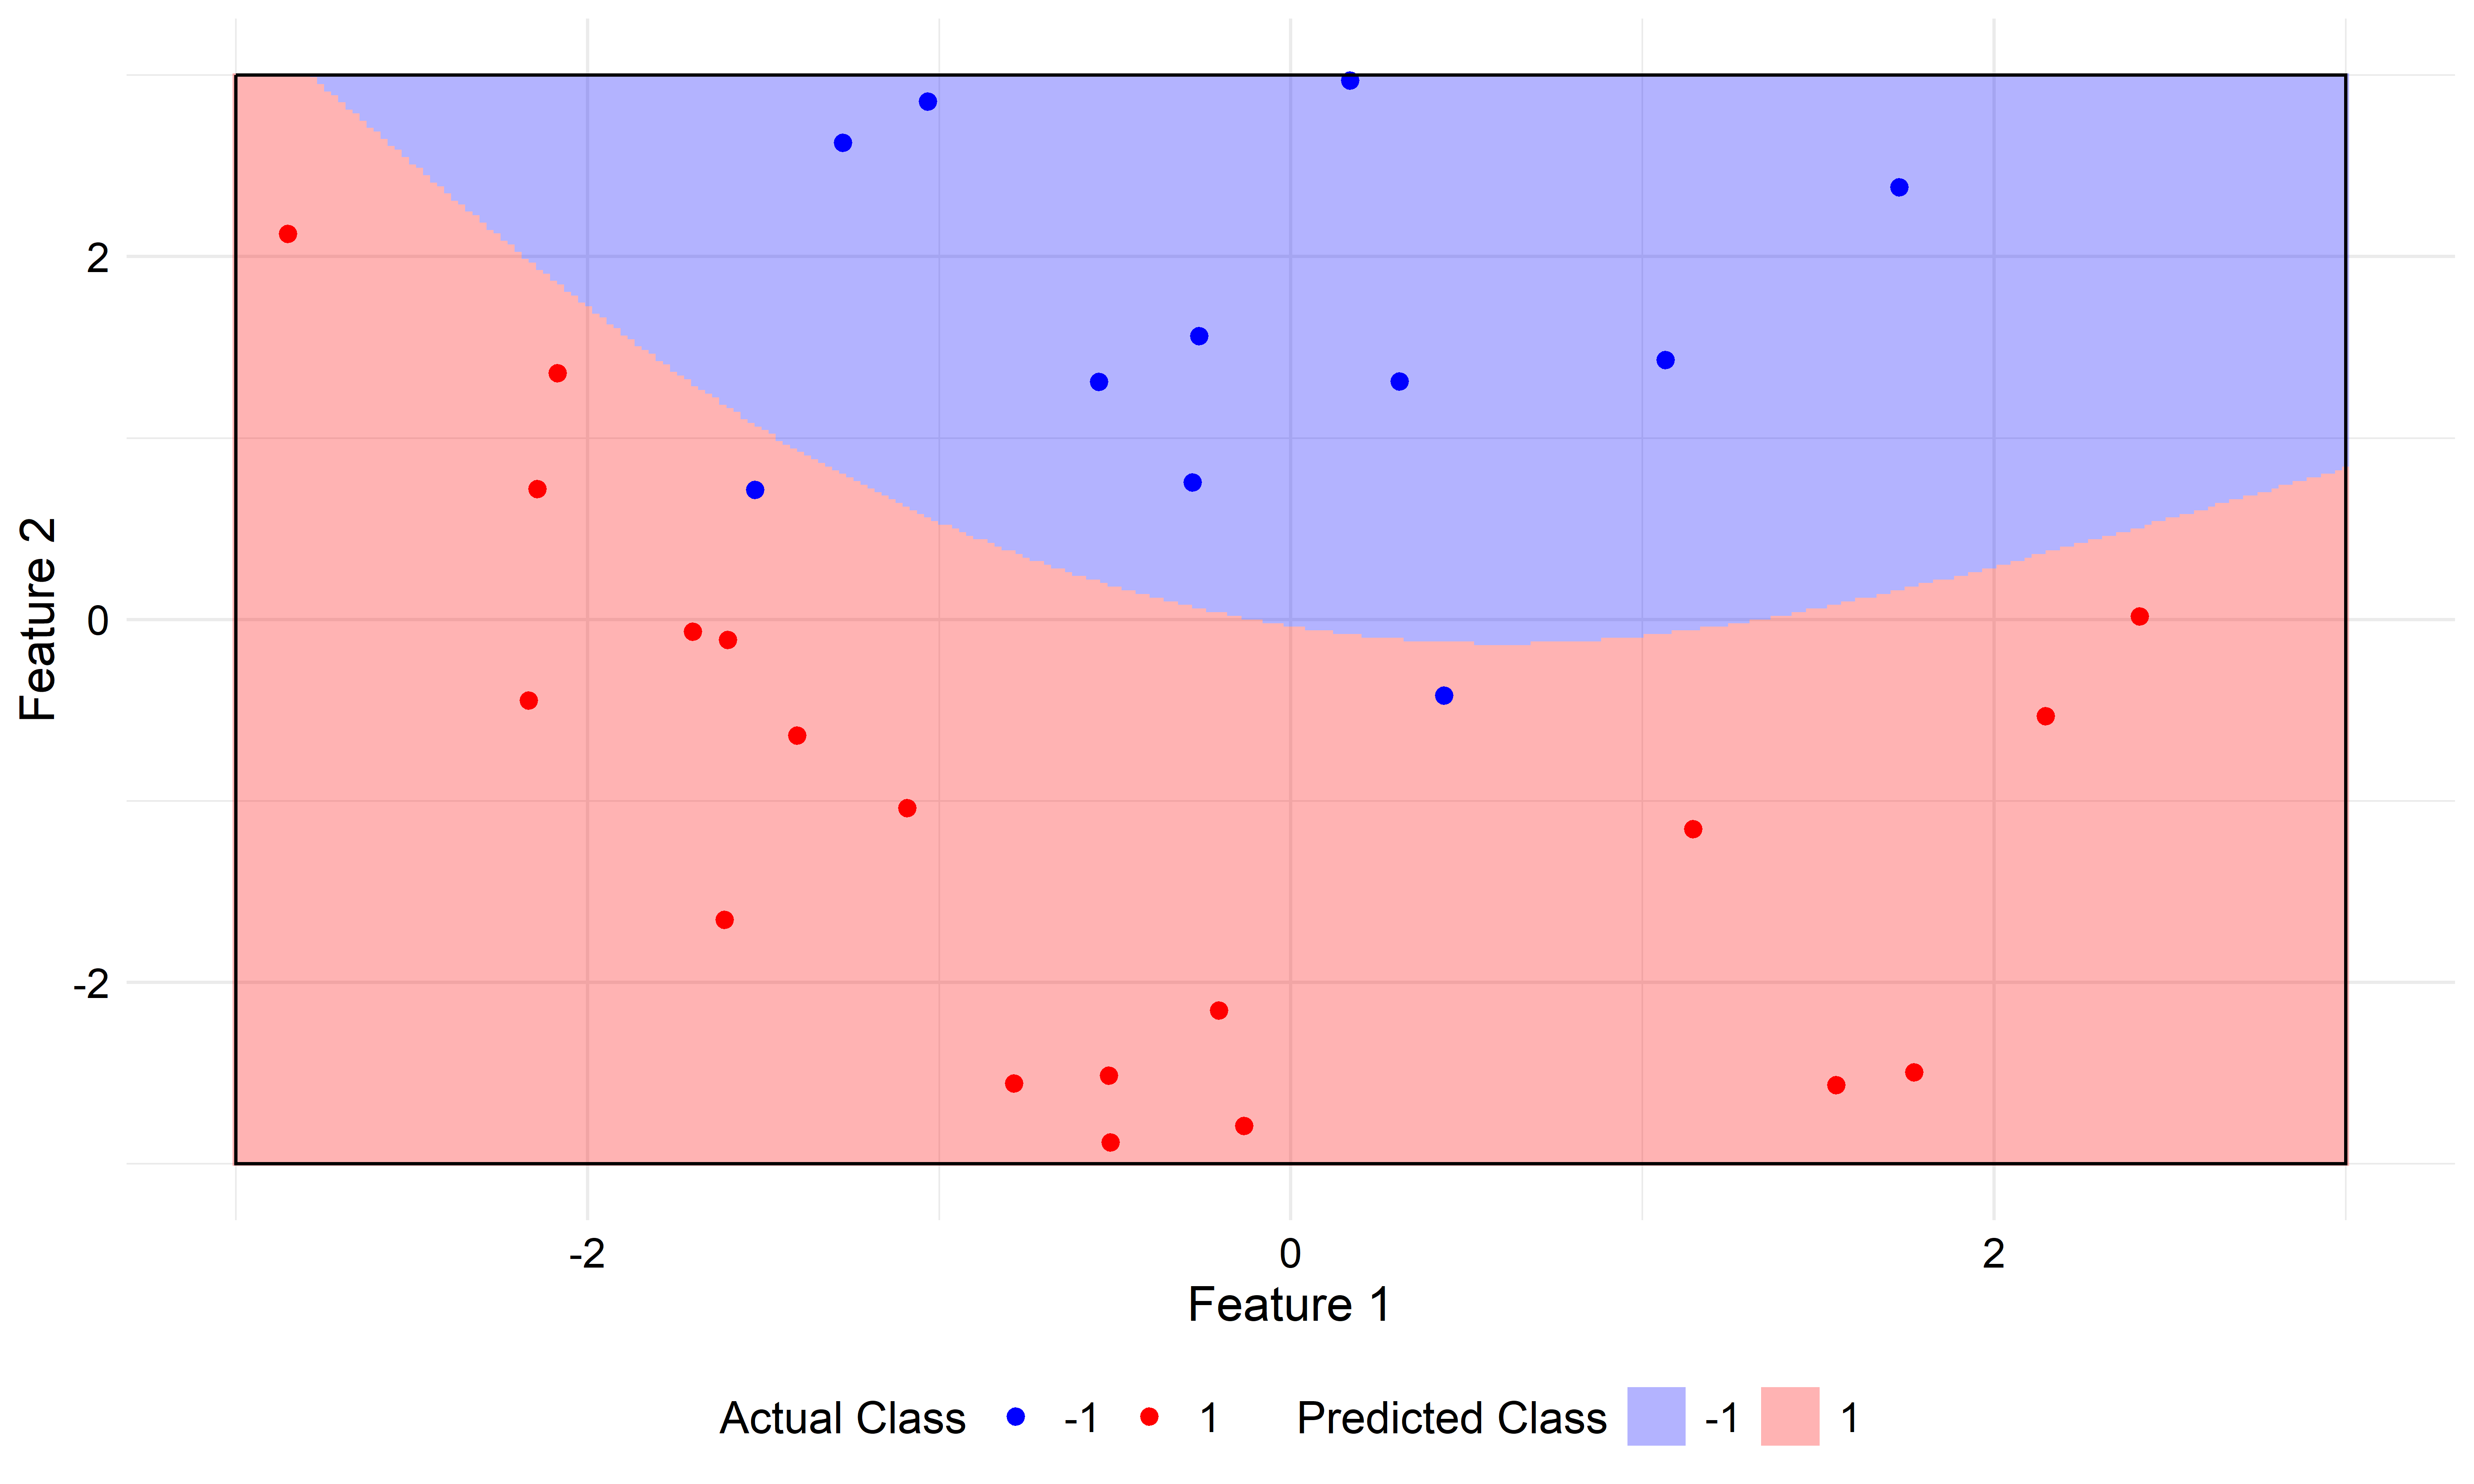 2
0
-2
Feature 2
-2 0 2
Feature 1
Actual Class -1 1 Predicted Class -1 1